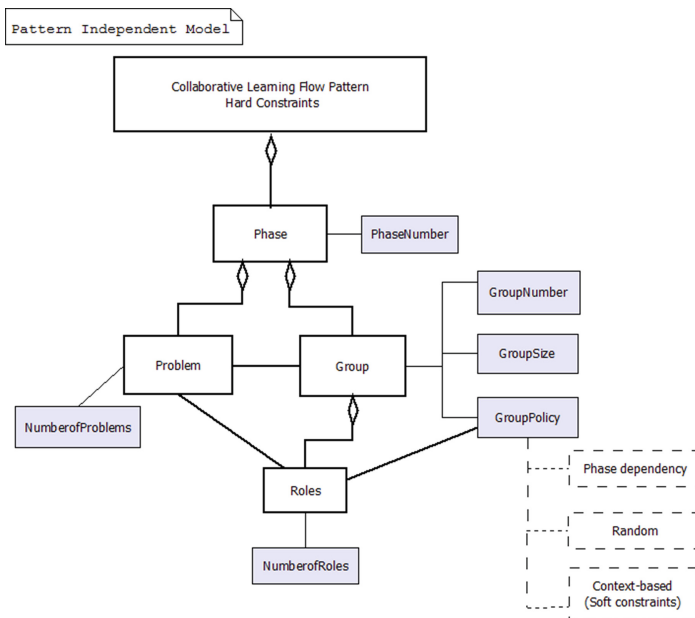 Pattern Independent Model
Collaborative Learning Flow Pattern
Hard Constraints
Phase
PhaseNumber
GroupNumber
Problem
Group
GroupSize
NumberofProblems
GroupPolicy
Phase dependency
Roles
Random
NumberofRoles
Context-based
(Soft constraints)